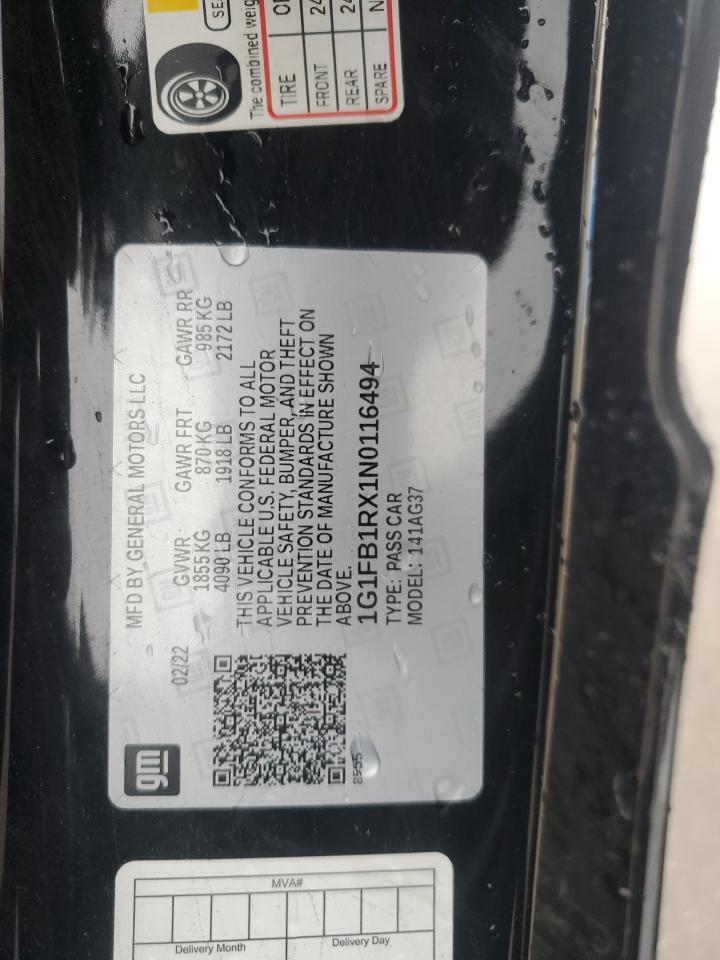 The combined
TIRE
FRONT 24
REAR 24
SPARE
gm
MFD BY GENERAL MOTORS LLC
02/22 GVWR GAWR FRT GAWR RR
1855 KG 870 KG 985 KG
4090 LB 1918 LB 2172 LB
THIS VEHICLE CONFORMS TO ALL
APPLICABLE U.S. FEDERAL MOTOR
VEHICLE SAFETY, BUMPER, AND THEFT
PREVENTION STANDARDS IN EFFECT ON
THE DATE OF MANUFACTURE SHOWN
ABOVE.
1G1FB1RX1N0116494
TYPE: PASS CAR
MODEL: 141AG37
8955
MVA#
Delivery Month Delivery Day